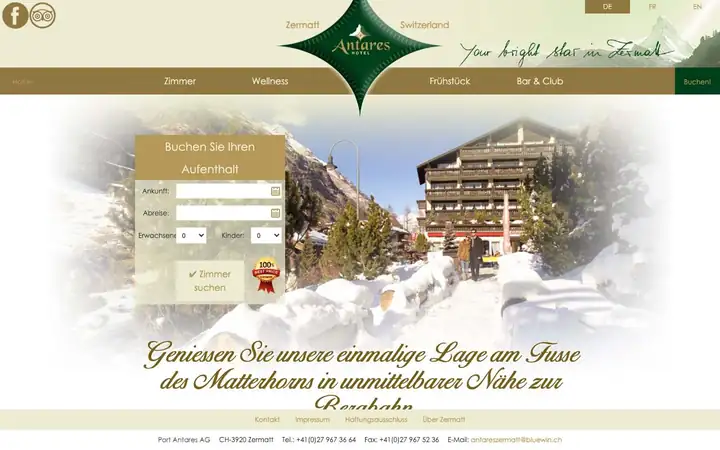 DE FR EN
Zermatt Switzerland
Antares
HOTEL
Your bright star in Zermatt
Zimmer Wellness Frühstück Bar & Club Buchen!
Buchen Sie Ihren
Aufenthalt
Ankunft:
Abreise:
Erwachsene 0 Kinder: 0
✔ Zimmer
suchen
100%
BEST PRICE
Geniessen Sie unsere einmalige Lage am Fusse
des Matterhorns in unmittelbarer Nähe zur
Bergbahn
Kontakt Impressum Haftungsausschluss Über Zermatt
Port Antares AG CH-3920 Zermatt Tel.: +41(0)27 967 36 64 Fax: +41(0)27 967 52 36 E-Mail: antareszermatt@bluewin.ch